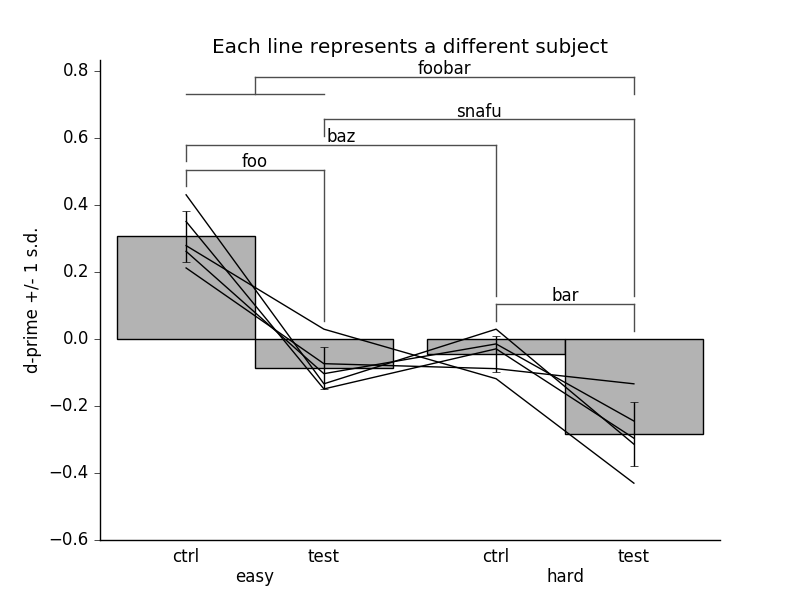 Each line represents a different subject
foobar
snafu
baz
foo
bar
d-prime +/- 1 s.d.
0.8
0.6
0.4
0.2
0.0
−0.2
−0.4
−0.6
ctrl test ctrl test
easy hard